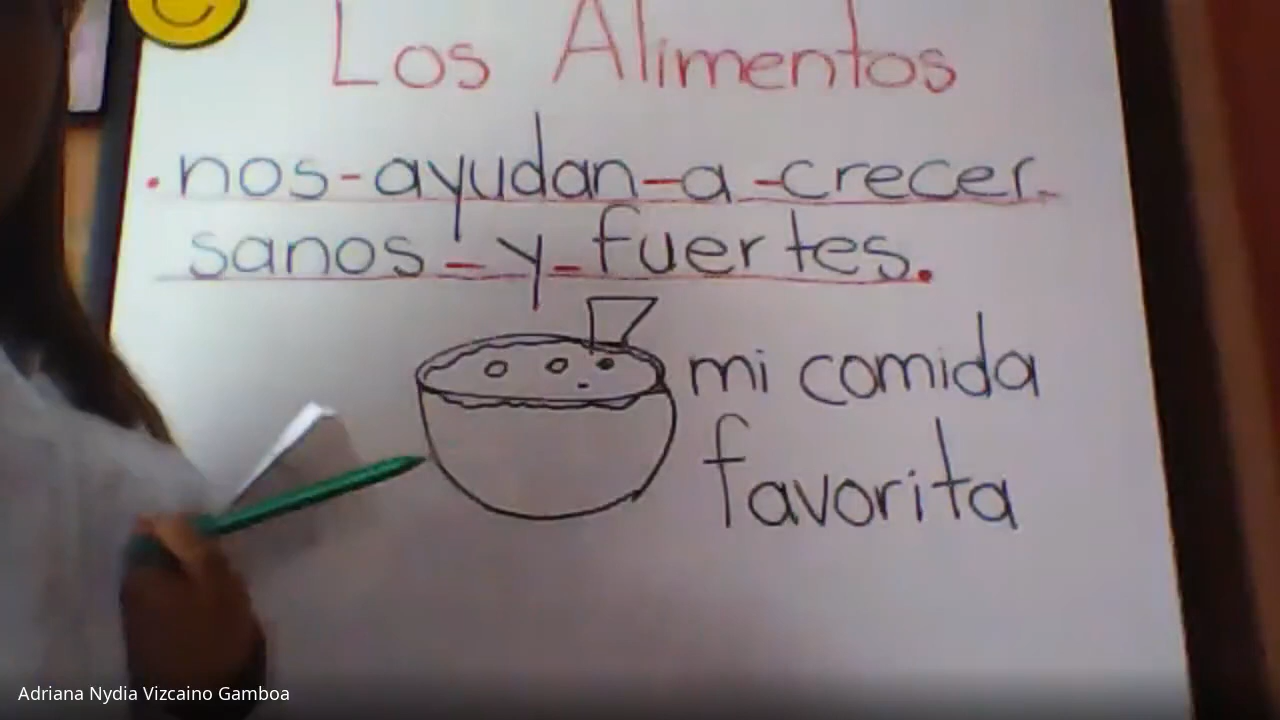 Los Alimentos
. nos-ayudan-a-crecer-
sanos-y-fuertes.
mi comida
favorita
Adriana Nydia Vizcaino Gamboa